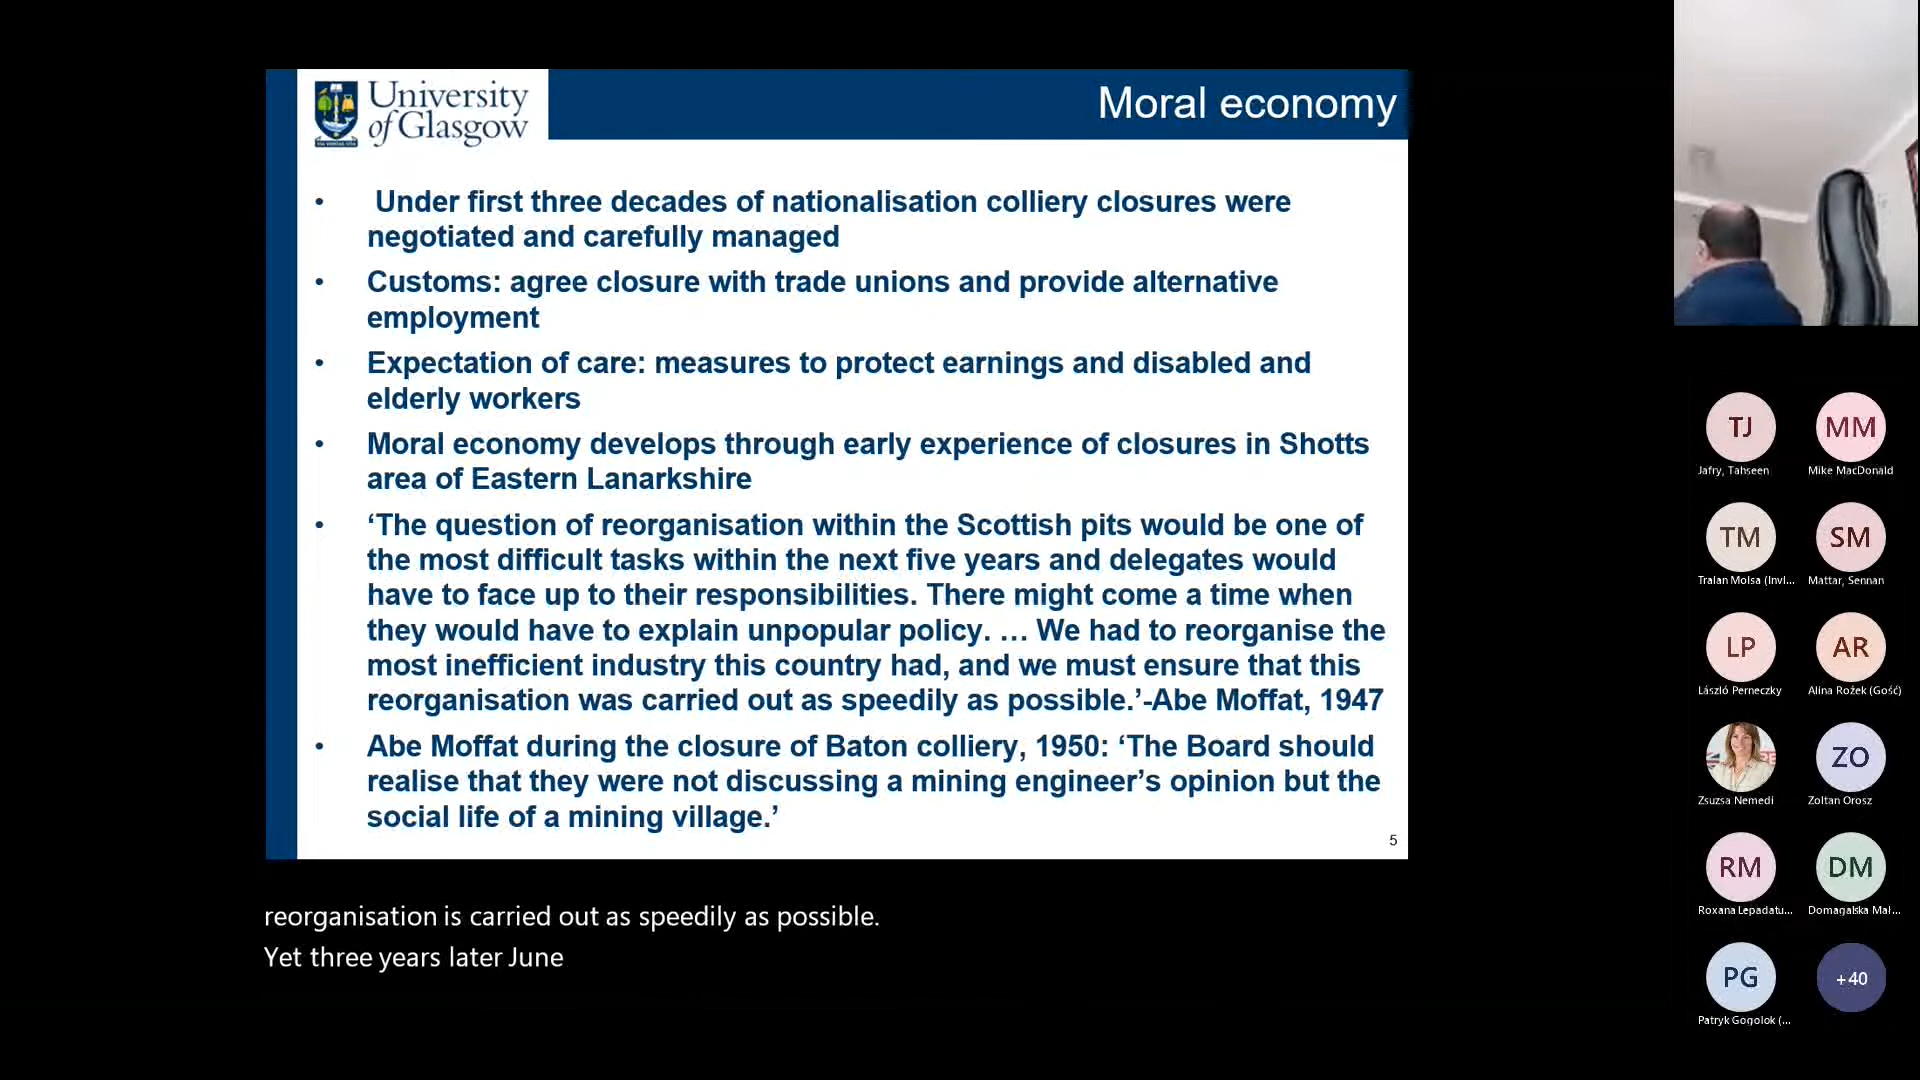 University
of Glasgow
Moral economy
• Under first three decades of nationalisation colliery closures were
negotiated and carefully managed
• Customs: agree closure with trade unions and provide alternative
employment
• Expectation of care: measures to protect earnings and disabled and
elderly workers
• Moral economy develops through early experience of closures in Shotts
area of Eastern Lanarkshire
• ‘The question of reorganisation within the Scottish pits would be one of
the most difficult tasks within the next five years and delegates would
have to face up to their responsibilities. There might come a time when
they would have to explain unpopular policy. … We had to reorganise the
most inefficient industry this country had, and we must ensure that this
reorganisation was carried out as speedily as possible.’-Abe Moffat, 1947
• Abe Moffat during the closure of Baton colliery, 1950: ‘The Board should
realise that they were not discussing a mining engineer’s opinion but the
social life of a mining village.’
5
reorganisation is carried out as speedily as possible.
Yet three years later June
TJ MM
Jafry, Tahseen Mike MacDonald
TM SM
Traian Moisa (Invi... Mattar, Sennan
LP AR
László Perneczky Alina Rożek (Gość)
ZO
Zsuzsa Nemedi Zoltan Orosz
RM DM
Roxana Lepadatu... Domagalska Mał...
PG +40
Patryk Gogolok (...